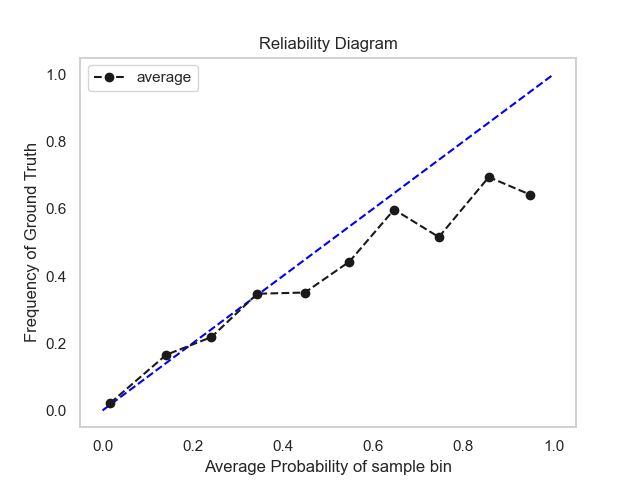 Reliability Diagram
average
Frequency of Ground Truth
1.0
0.8
0.6
0.4
0.2
0.0
0.0 0.2 0.4 0.6 0.8 1.0
Average Probability of sample bin